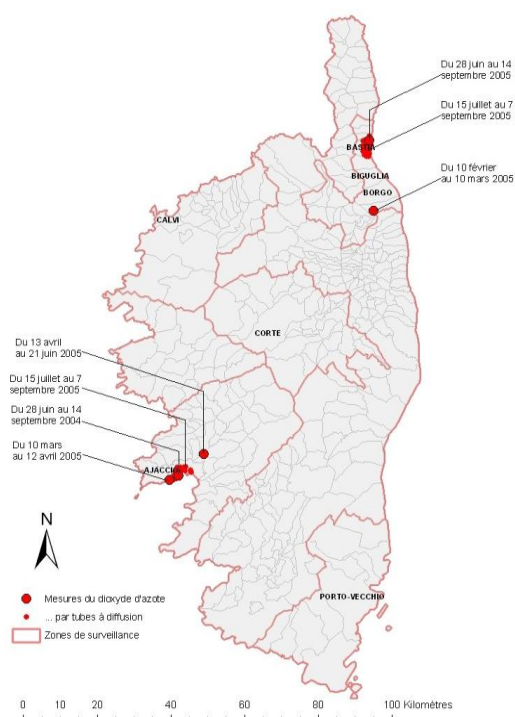 Du 28 juin au 14
septembre 2005
Du 15 juillet au 7
septembre 2005
BASTIA
BIGUGLIA
Du 10 février
au 10 mars 2005
BORGO
CALVI
CORTE
Du 13 avril
au 21 juin 2005
Du 15 juillet au 7
septembre 2005
Du 28 juin au 14
septembre 2004
Du 10 mars
au 12 avril 2005
AJACCIO
N
PORTO-VECCHIO
Mesures du dioxyde d'azote
... par tubes à diffusion
Zones de surveillance
0 20 40 60 80 100 Kilomètres